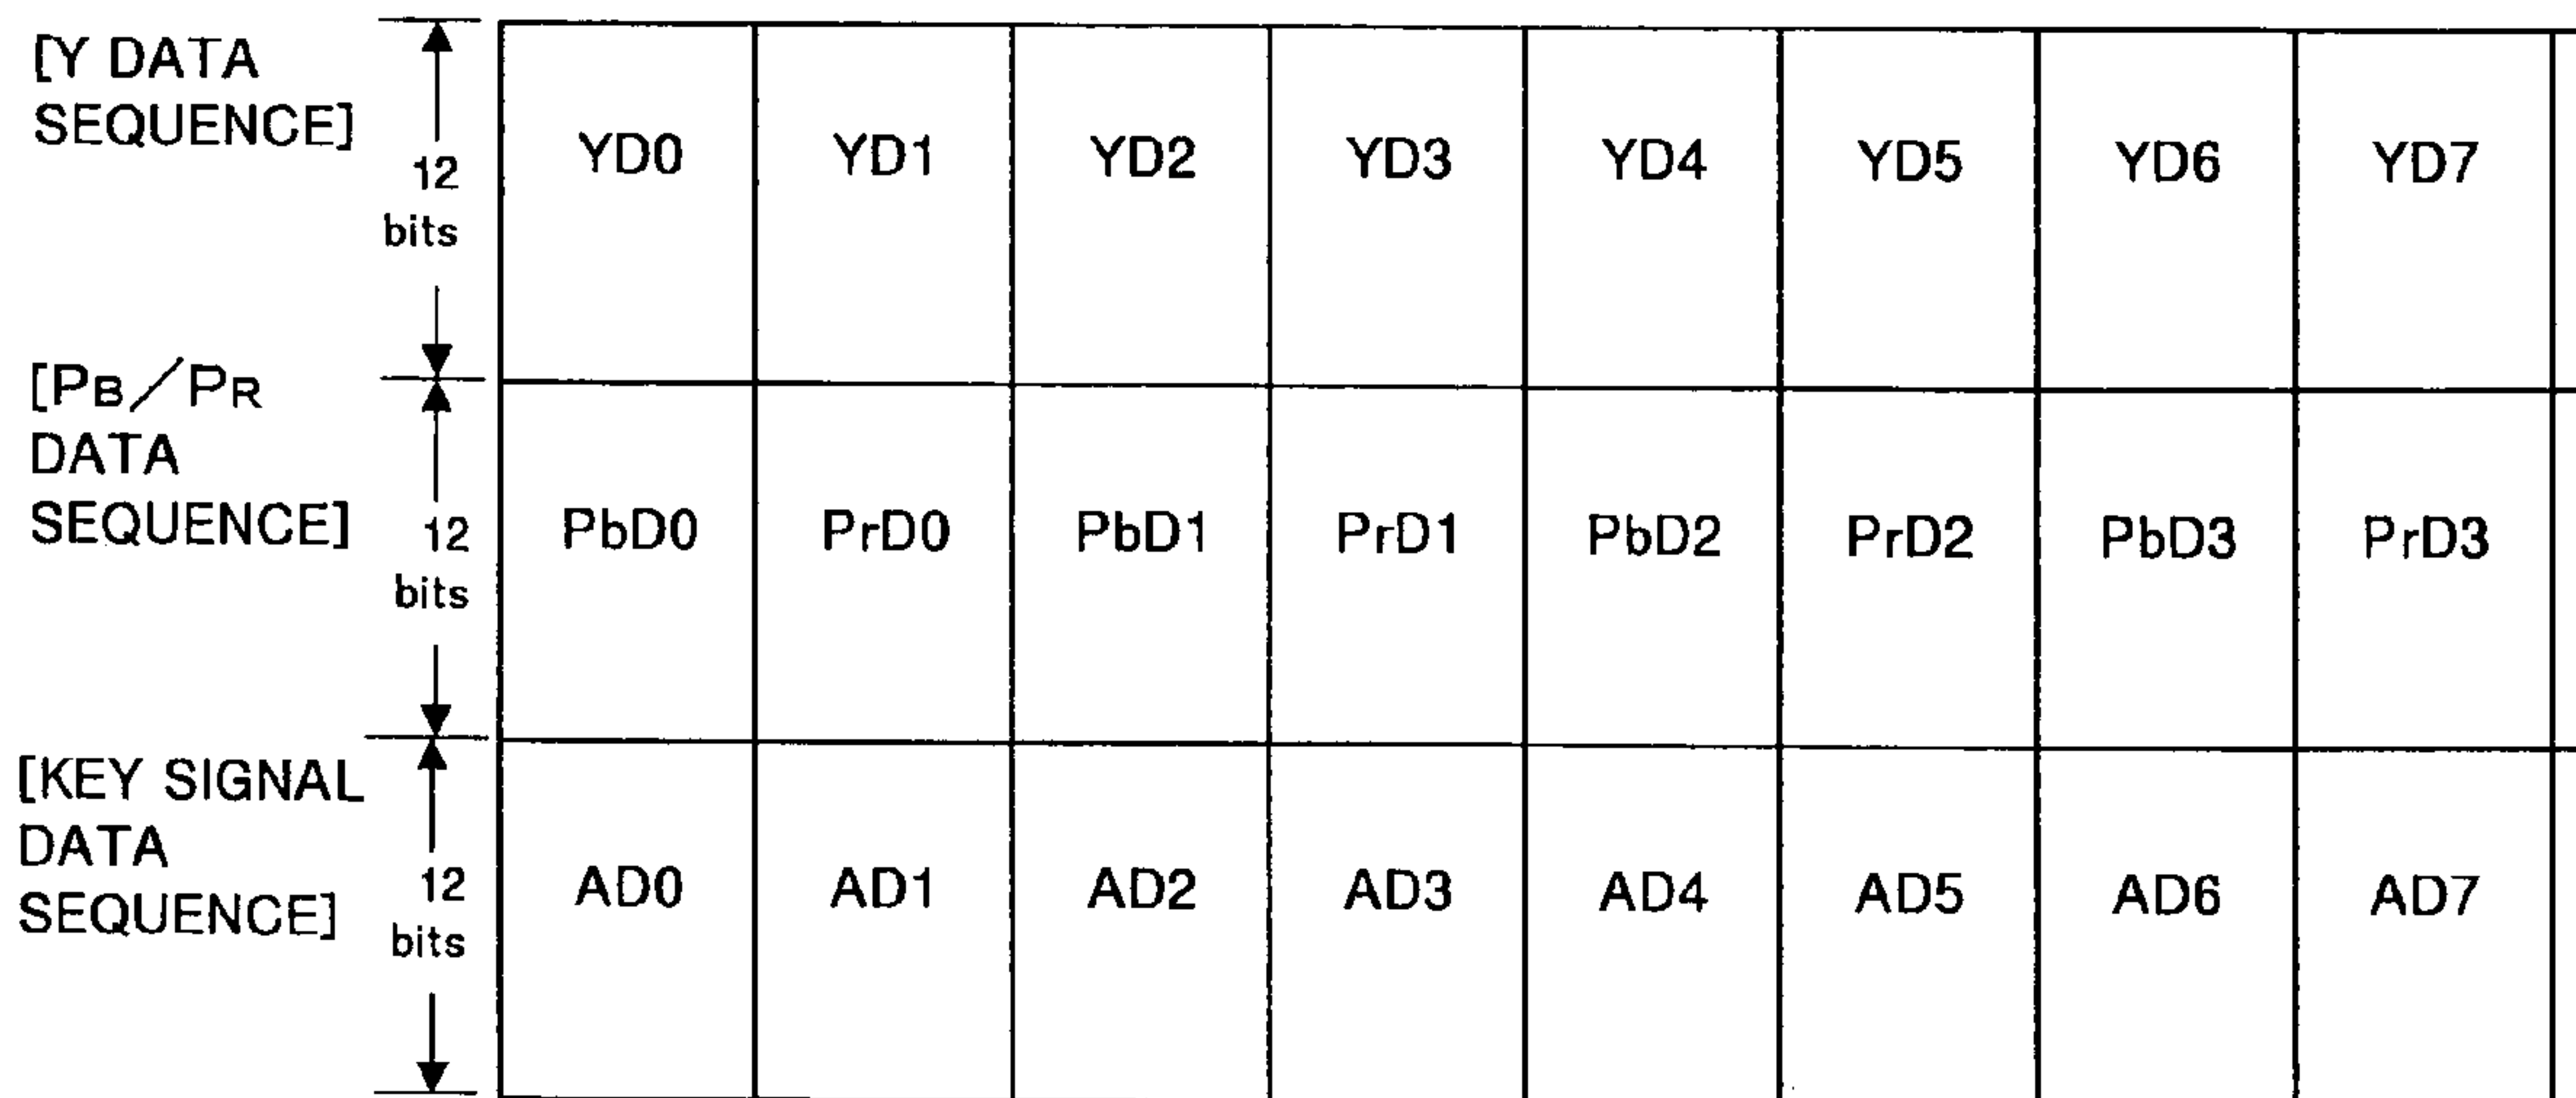 [Y DATA
SEQUENCE]
12
bits
YD0 YD1 YD2 YD3 YD4 YD5 YD6 YD7
[PB/PR
DATA
SEQUENCE]
12
bits
PbD0 PrD0 PbD1 PrD1 PbD2 PrD2 PbD3 PrD3
[KEY SIGNAL
DATA
SEQUENCE]
12
bits
AD0 AD1 AD2 AD3 AD4 AD5 AD6 AD7